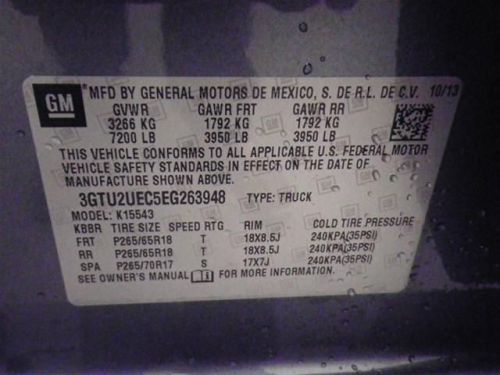 GM
MFD BY GENERAL MOTORS DE MEXICO, S. DE R.L. DE C.V. 10/13
GVWR GAWR FRT GAWR RR
3266 KG 1792 KG 1792 KG
7200 LB 3950 LB 3950 LB
THIS VEHICLE CONFORMS TO ALL APPLICABLE U.S. FEDERAL MOTOR
VEHICLE SAFETY STANDARDS IN EFFECT ON THE DATE OF
MANUFACTURE SHOWN ABOVE.
3GTU2UEC5EG263948 TYPE: TRUCK
MODEL: K15543
KBBR TIRE SIZE SPEED RTG RIM COLD TIRE PRESSURE
FRT P265/65R18 T 18X8.5J 240KPA(35PSI)
RR P265/65R18 T 18X8.5J 240KPA(35PSI)
SPA P265/70R17 S 17X7J 240KPA(35PSI)
SEE OWNER'S MANUAL FOR MORE INFORMATION.